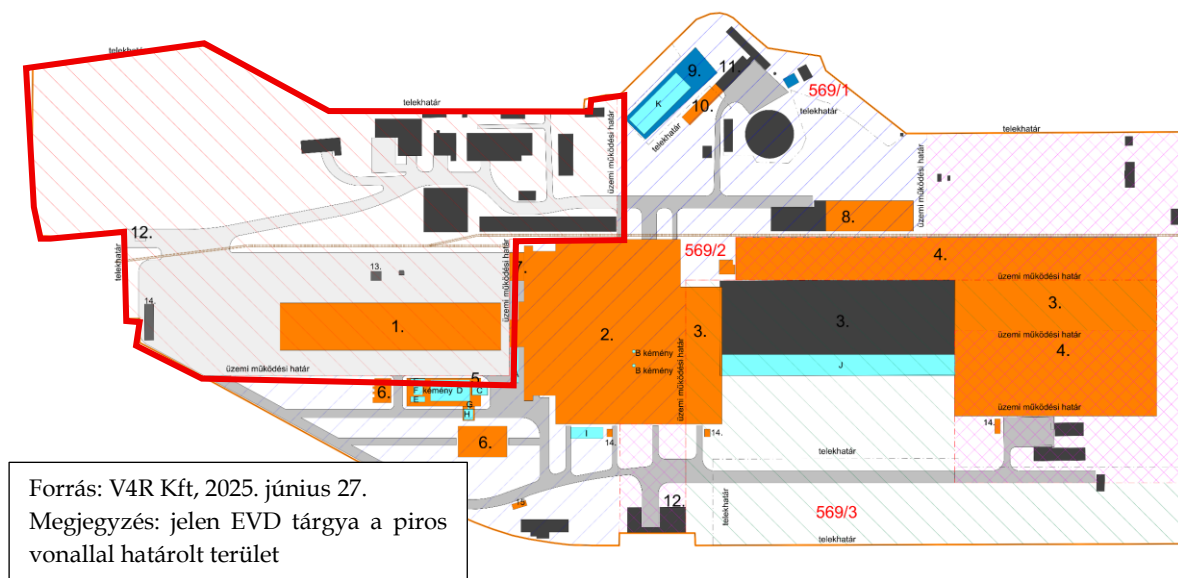 telekhatár
telekhatár
telekhatár
569/1
telekhatár
telekhatár
üzemi működési határ
üzemi működési határ
9.
11.
10.
K
8.
12.
telekhatár
13.
14.
1.
üzemi működési határ
üzemi működési határ
7.
2.
B kémény
B kémény
569/2
3.
üzemi működési határ
4.
üzemi működési határ
3.
3.
üzemi működési határ
4.
J
üzemi működési határ
5.
6.
F
kémény D
C
E
G
H
6.
I
14.
14.
14.
telekhatár
12.
telekhatár
569/3
telekhatár
Forrás: V4R Kft, 2025. június 27.
Megjegyzés: jelen EVD tárgya a piros
vonallal határolt terület